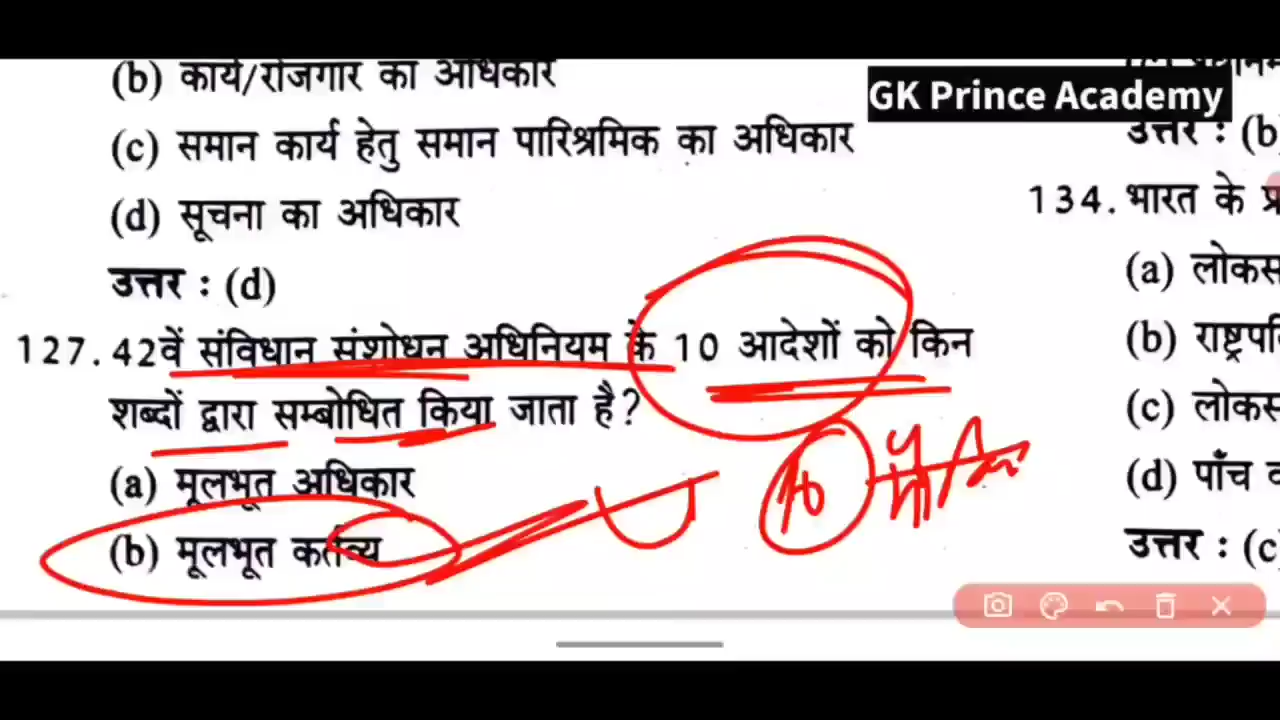 (b) कार्य/रोजगार का अधिकार
(c) समान कार्य हेतु समान पारिश्रमिक का अधिकार
(d) सूचना का अधिकार
उत्तर : (d)
127. 42वें संविधान संशोधन अधिनियम के 10 आदेशों को किन
शब्दों द्वारा सम्बोधित किया जाता है?
(a) मूलभूत अधिकार
(b) मूलभूत कर्तव्य
10
GK Prince Academy
उत्तर : (b)
134. भारत के
(a)
(b)
(c)
(d) पाँच
उत्तर : (c)